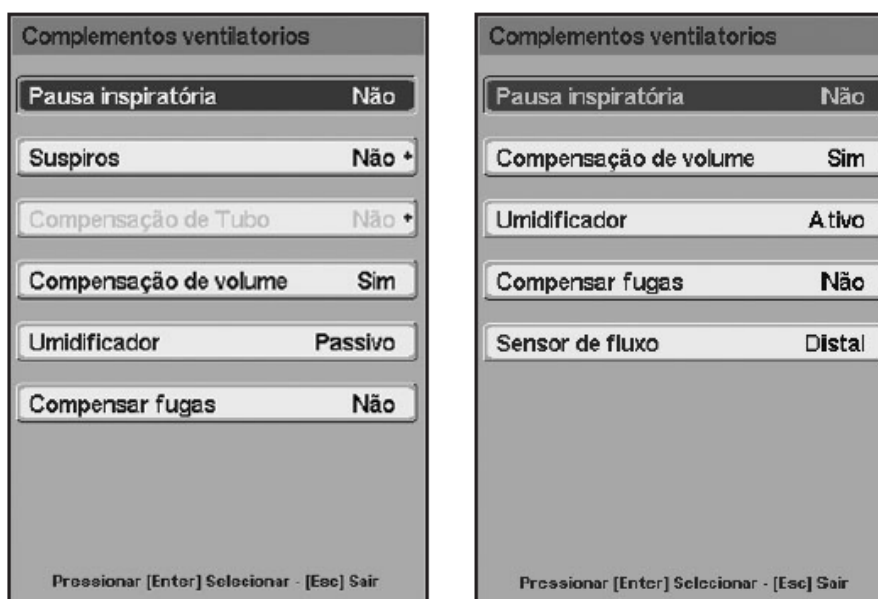 Complementos ventilatorios
Pausa inspiratória Não
Suspiros Não +
Compensação de Tubo Não +
Compensação de volume Sim
Umidificador Passivo
Compensar fugas Não
Pressionar [Enter] Selecionar - [Esc] Sair
Complementos ventilatorios
Pausa inspiratória Não
Compensação de volume Sim
Umidificador Ativo
Compensar fugas Não
Sensor de fluxo Distal
Pressionar [Enter] Selecionar - [Esc] Sair